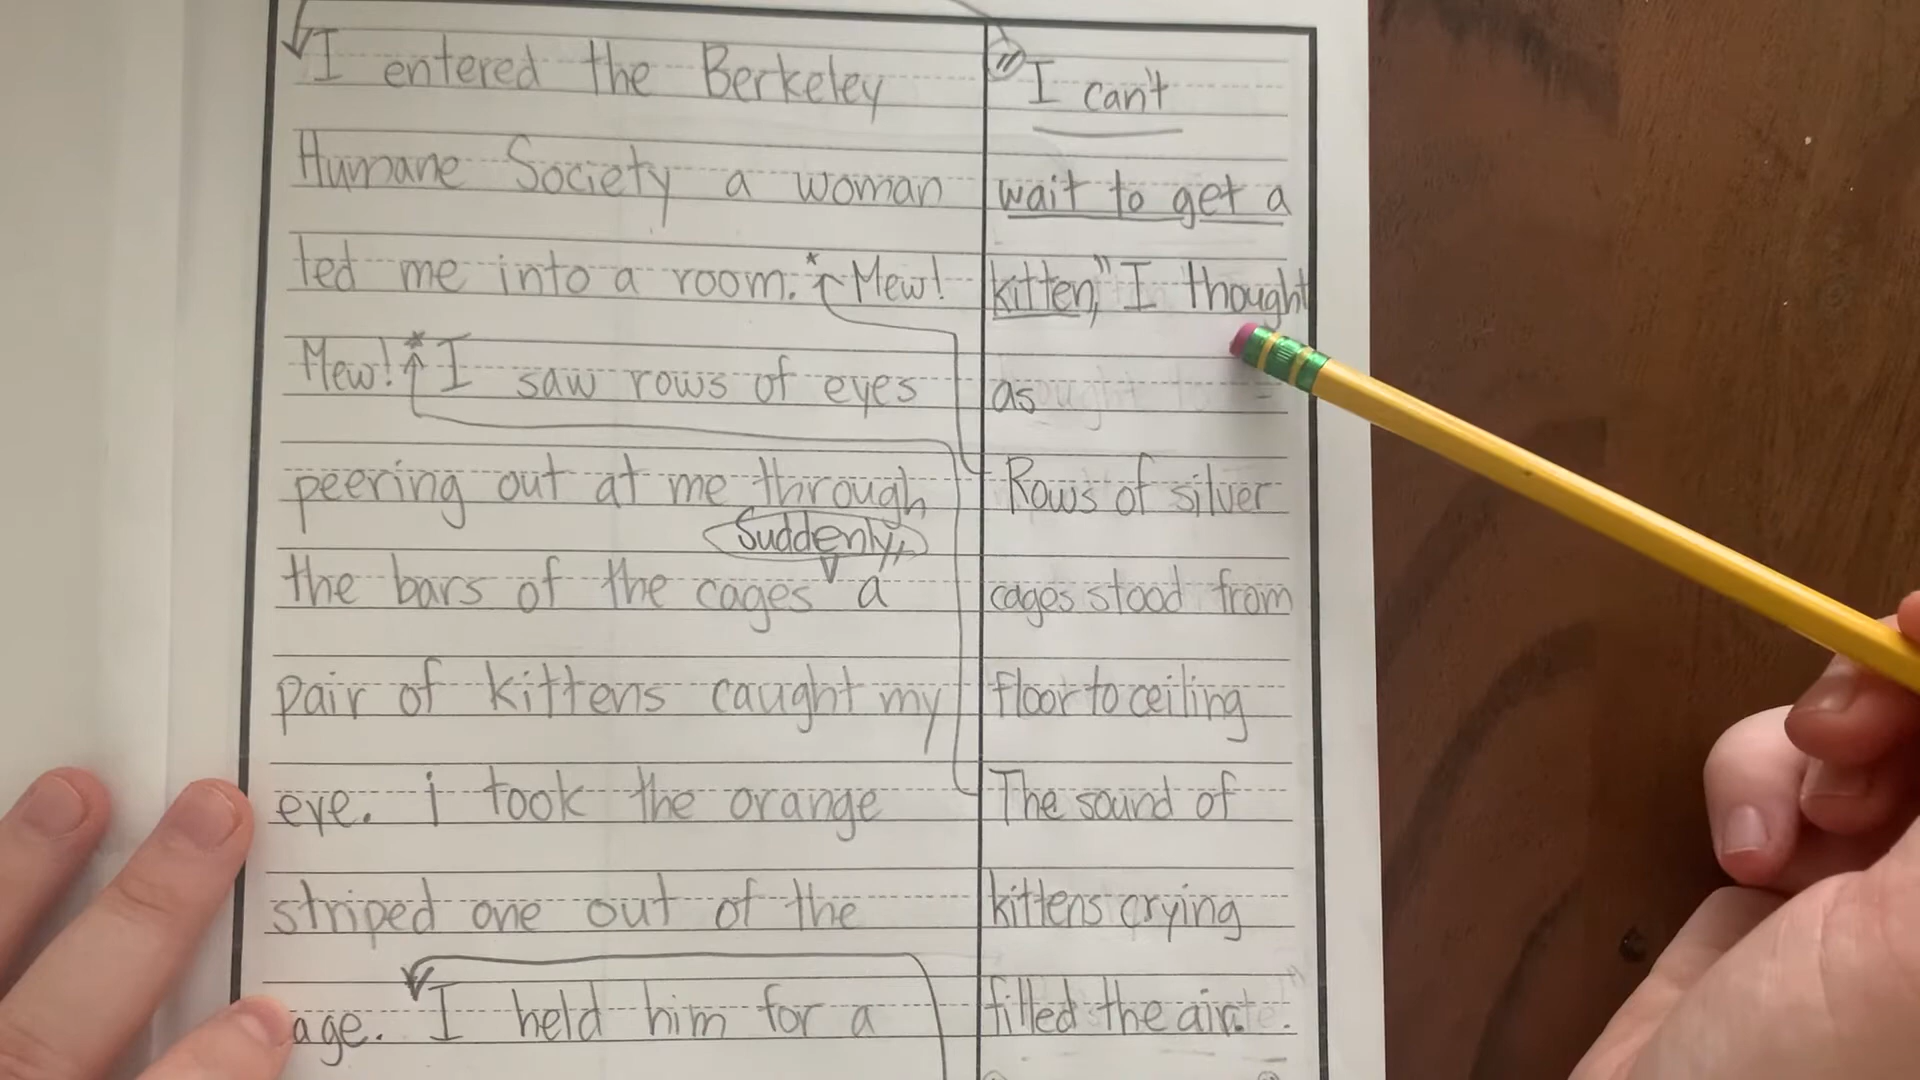 I entered the Berkeley
Humane Society a woman
led me into a room.* Mew!
Mew!* I saw rows of eyes
peering out at me through
Suddenly,
the bars of the cages a
pair of kittens caught my
eye. i took the orange
striped one out of the
age. I held him for a
" I can't
wait to get a
kitten," I thought
as
Rows of silver
cages stood from
floor to ceiling
The sound of
kittens crying
filled the air.